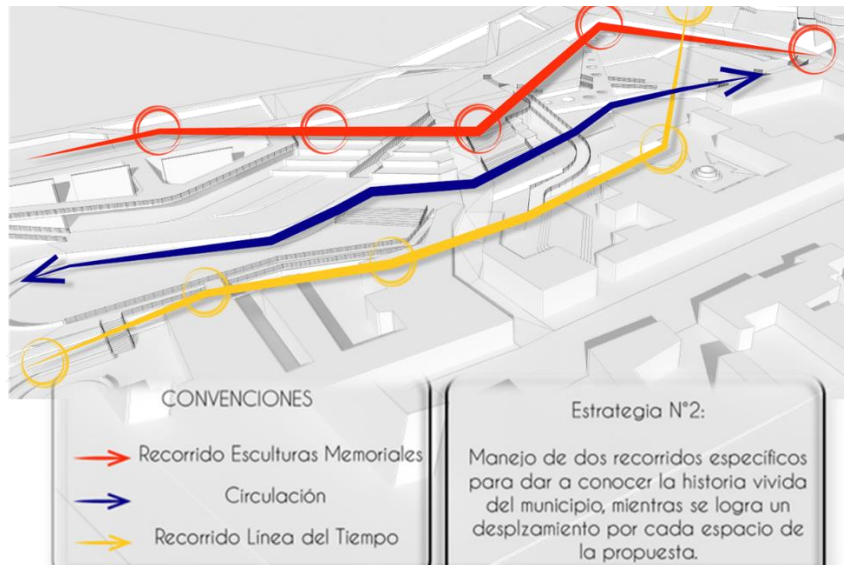 CONVENCIONES
Recorrido Esculturas Memoriales
Circulación
Recorrido Línea del Tiempo
Estrategia N°2:
Manejo de dos recorridos específicos
para dar a conocer la historia vivida
del municipio, mientras se logra un
desplzamiento por cada espacio de
la propuesta.